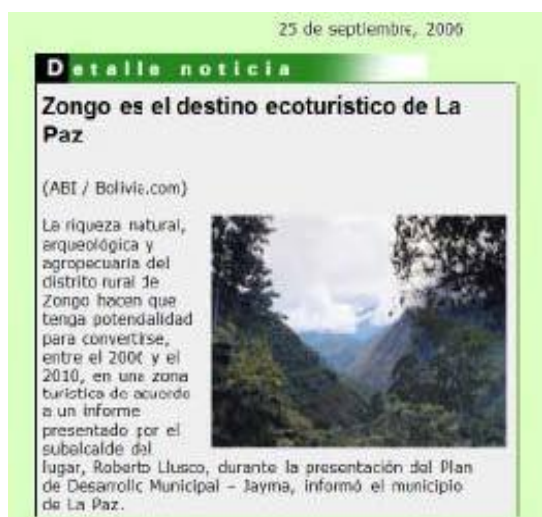 25 de septiembre, 2006
Detalle noticia
Zongo es el destino ecoturístico de La
Paz
(ABI / Bolivia.com)
La riqueza natural,
arqueológica y
agropecuaria del
distrito rural de
Zongo hacen que
tenga potencialidad
para convertirse,
entre el 2006 y el
2010, en una zona
turística de acuerdo
a un informe
presentado por el
subalcalde del
lugar, Roberto Llusco, durante la presentación del Plan
de Desarrollo Municipal – Jayma, informó el municipio
de La Paz.